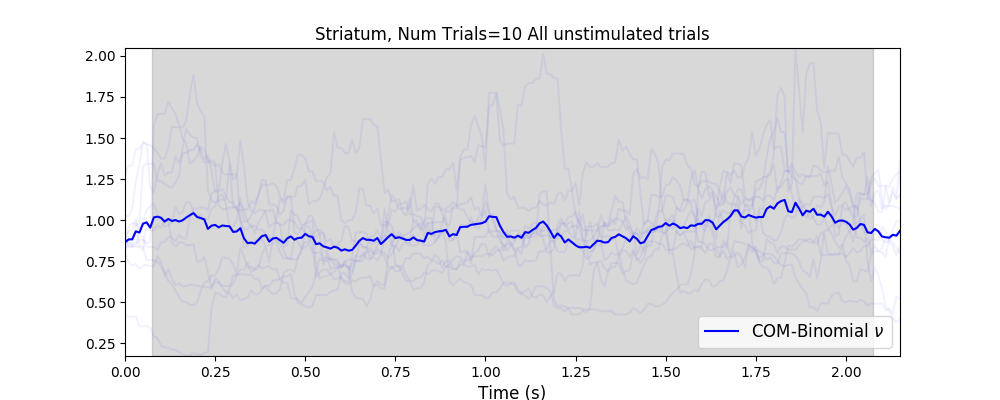 Striatum, Num Trials=10 All unstimulated trials
2.00
1.75
1.50
1.25
1.00
0.75
0.50
0.25
COM-Binomial ν
0.00 0.25 0.50 0.75 1.00 1.25 1.50 1.75 2.00
Time (s)